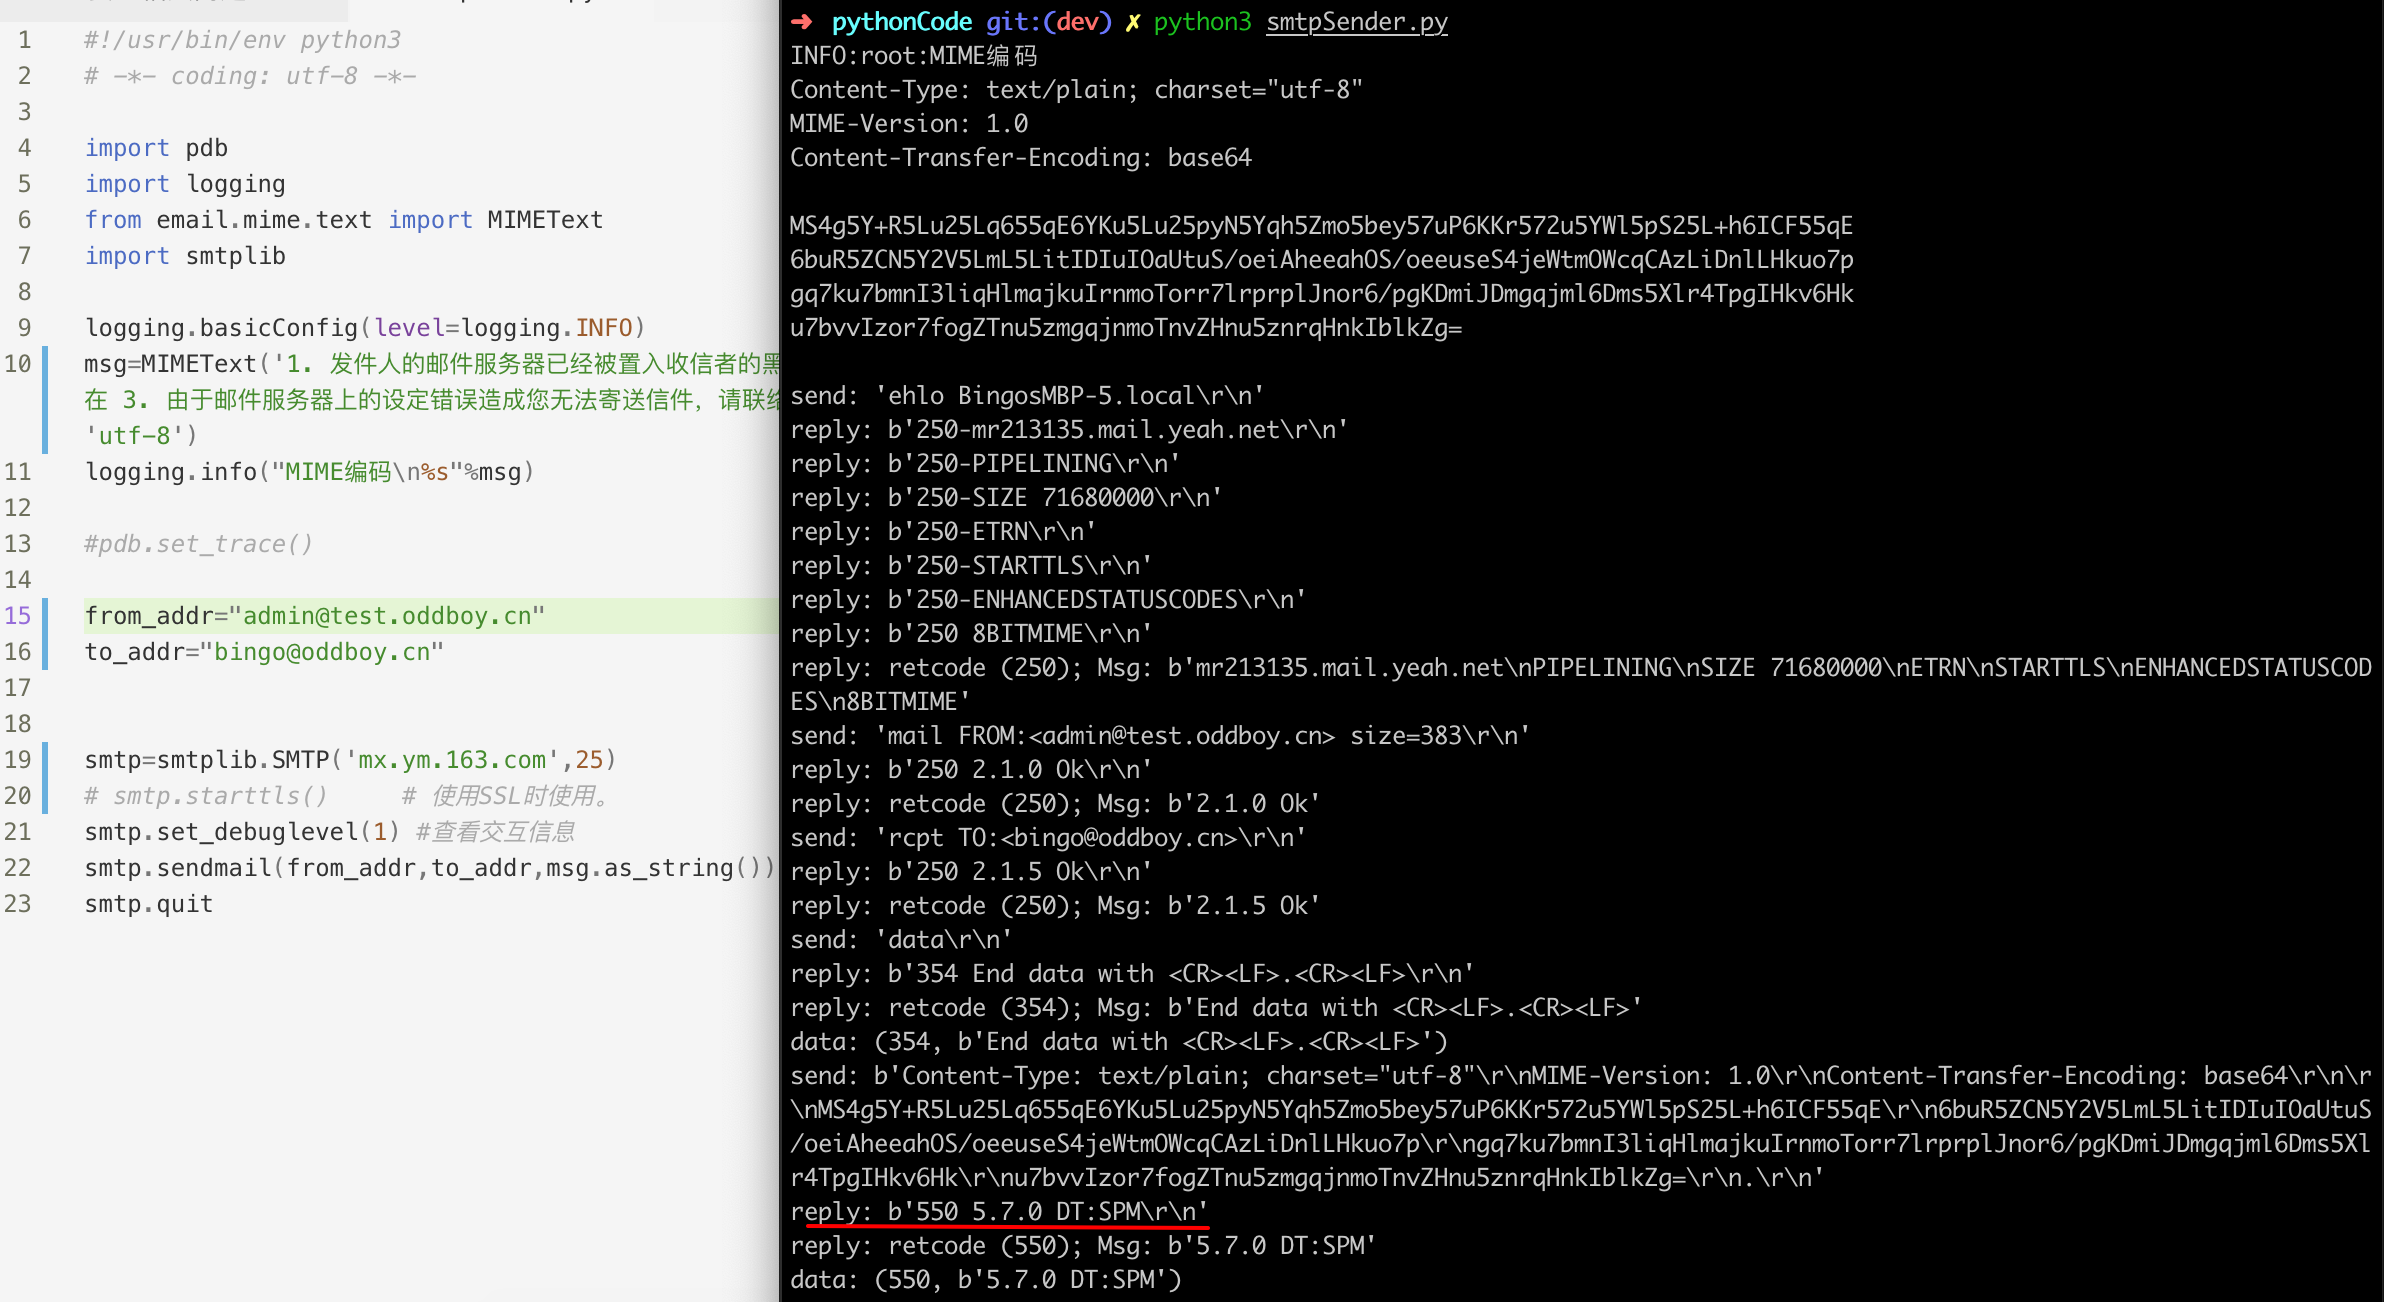 1 #!/usr/bin/env python3
2 # -*- coding: utf-8 -*-
3
4 import pdb
5 import logging
6 from email.mime.text import MIMEText
7 import smtplib
8
9 logging.basicConfig(level=logging.INFO)
10 msg=MIMEText('1. 发件人的邮件服务器已经被置入收信者的黑
在 3. 由于邮件服务器上的设定错误造成您无法寄送信件，请联络
'utf-8')
11 logging.info("MIME编码\n%s"%msg)
12
13 #pdb.set_trace()
14
15 from_addr="admin@test.oddboy.cn"
16 to_addr="bingo@oddboy.cn"
17
18
19 smtp=smtplib.SMTP('mx.ym.163.com',25)
20 # smtp.starttls()     # 使用SSL时使用。
21 smtp.set_debuglevel(1) #查看交互信息
22 smtp.sendmail(from_addr,to_addr,msg.as_string())
23 smtp.quit
➜ pythonCode git:(dev) ✗ python3 smtpSender.py
INFO:root:MIME编码
Content-Type: text/plain; charset="utf-8"
MIME-Version: 1.0
Content-Transfer-Encoding: base64
MS4g5Y+R5Lu25Lq655qE6YKu5Lu25pyN5Yqh5Zmo5bey57uP6KKr572u5YWl5pS25L+h6ICF55qE
6buR5ZCN5Y2V5LmL5LitIDIuIOaUtuS/oeiAheeahOS/oeeuseS4jeWtmOWcqCAzLiDnlLHkuo7p
gq7ku7bmnI3liqHlmajkuIrnmoTorr7lrprplJnor6/pgKDmiJDmgqjml6Dms5Xlr4TpgIHkv6Hk
u7bvvIzor7fogZTnu5zmgqjnmoTnvZHnu5znrqHnkIblkZg=
send: 'ehlo BingosMBP-5.local\r\n'
reply: b'250-mr213135.mail.yeah.net\r\n'
reply: b'250-PIPELINING\r\n'
reply: b'250-SIZE 71680000\r\n'
reply: b'250-ETRN\r\n'
reply: b'250-STARTTLS\r\n'
reply: b'250-ENHANCEDSTATUSCODES\r\n'
reply: b'250 8BITMIME\r\n'
reply: retcode (250); Msg: b'mr213135.mail.yeah.net\nPIPELINING\nSIZE 71680000\nETRN\nSTARTTLS\nENHANCEDSTATUSCOD
ES\n8BITMIME'
send: 'mail FROM:<admin@test.oddboy.cn> size=383\r\n'
reply: b'250 2.1.0 Ok\r\n'
reply: retcode (250); Msg: b'2.1.0 Ok'
send: 'rcpt TO:<bingo@oddboy.cn>\r\n'
reply: b'250 2.1.5 Ok\r\n'
reply: retcode (250); Msg: b'2.1.5 Ok'
send: 'data\r\n'
reply: b'354 End data with <CR><LF>.<CR><LF>\r\n'
reply: retcode (354); Msg: b'End data with <CR><LF>.<CR><LF>'
data: (354, b'End data with <CR><LF>.<CR><LF>')
send: b'Content-Type: text/plain; charset="utf-8"\r\nMIME-Version: 1.0\r\nContent-Transfer-Encoding: base64\r\n\r
\nMS4g5Y+R5Lu25Lq655qE6YKu5Lu25pyN5Yqh5Zmo5bey57uP6KKr572u5YWl5pS25L+h6ICF55qE\r\n6buR5ZCN5Y2V5LmL5LitIDIuIOaUtuS
/oeiAheeahOS/oeeuseS4jeWtmOWcqCAzLiDnlLHkuo7p\r\ngq7ku7bmnI3liqHlmajkuIrnmoTorr7lrprplJnor6/pgKDmiJDmgqjml6Dms5Xl
r4TpgIHkv6Hk\r\nu7bvvIzor7fogZTnu5zmgqjnmoTnvZHnu5znrqHnkIblkZg=\r\n.\r\n'
reply: b'550 5.7.0 DT:SPM\r\n'
reply: retcode (550); Msg: b'5.7.0 DT:SPM'
data: (550, b'5.7.0 DT:SPM')